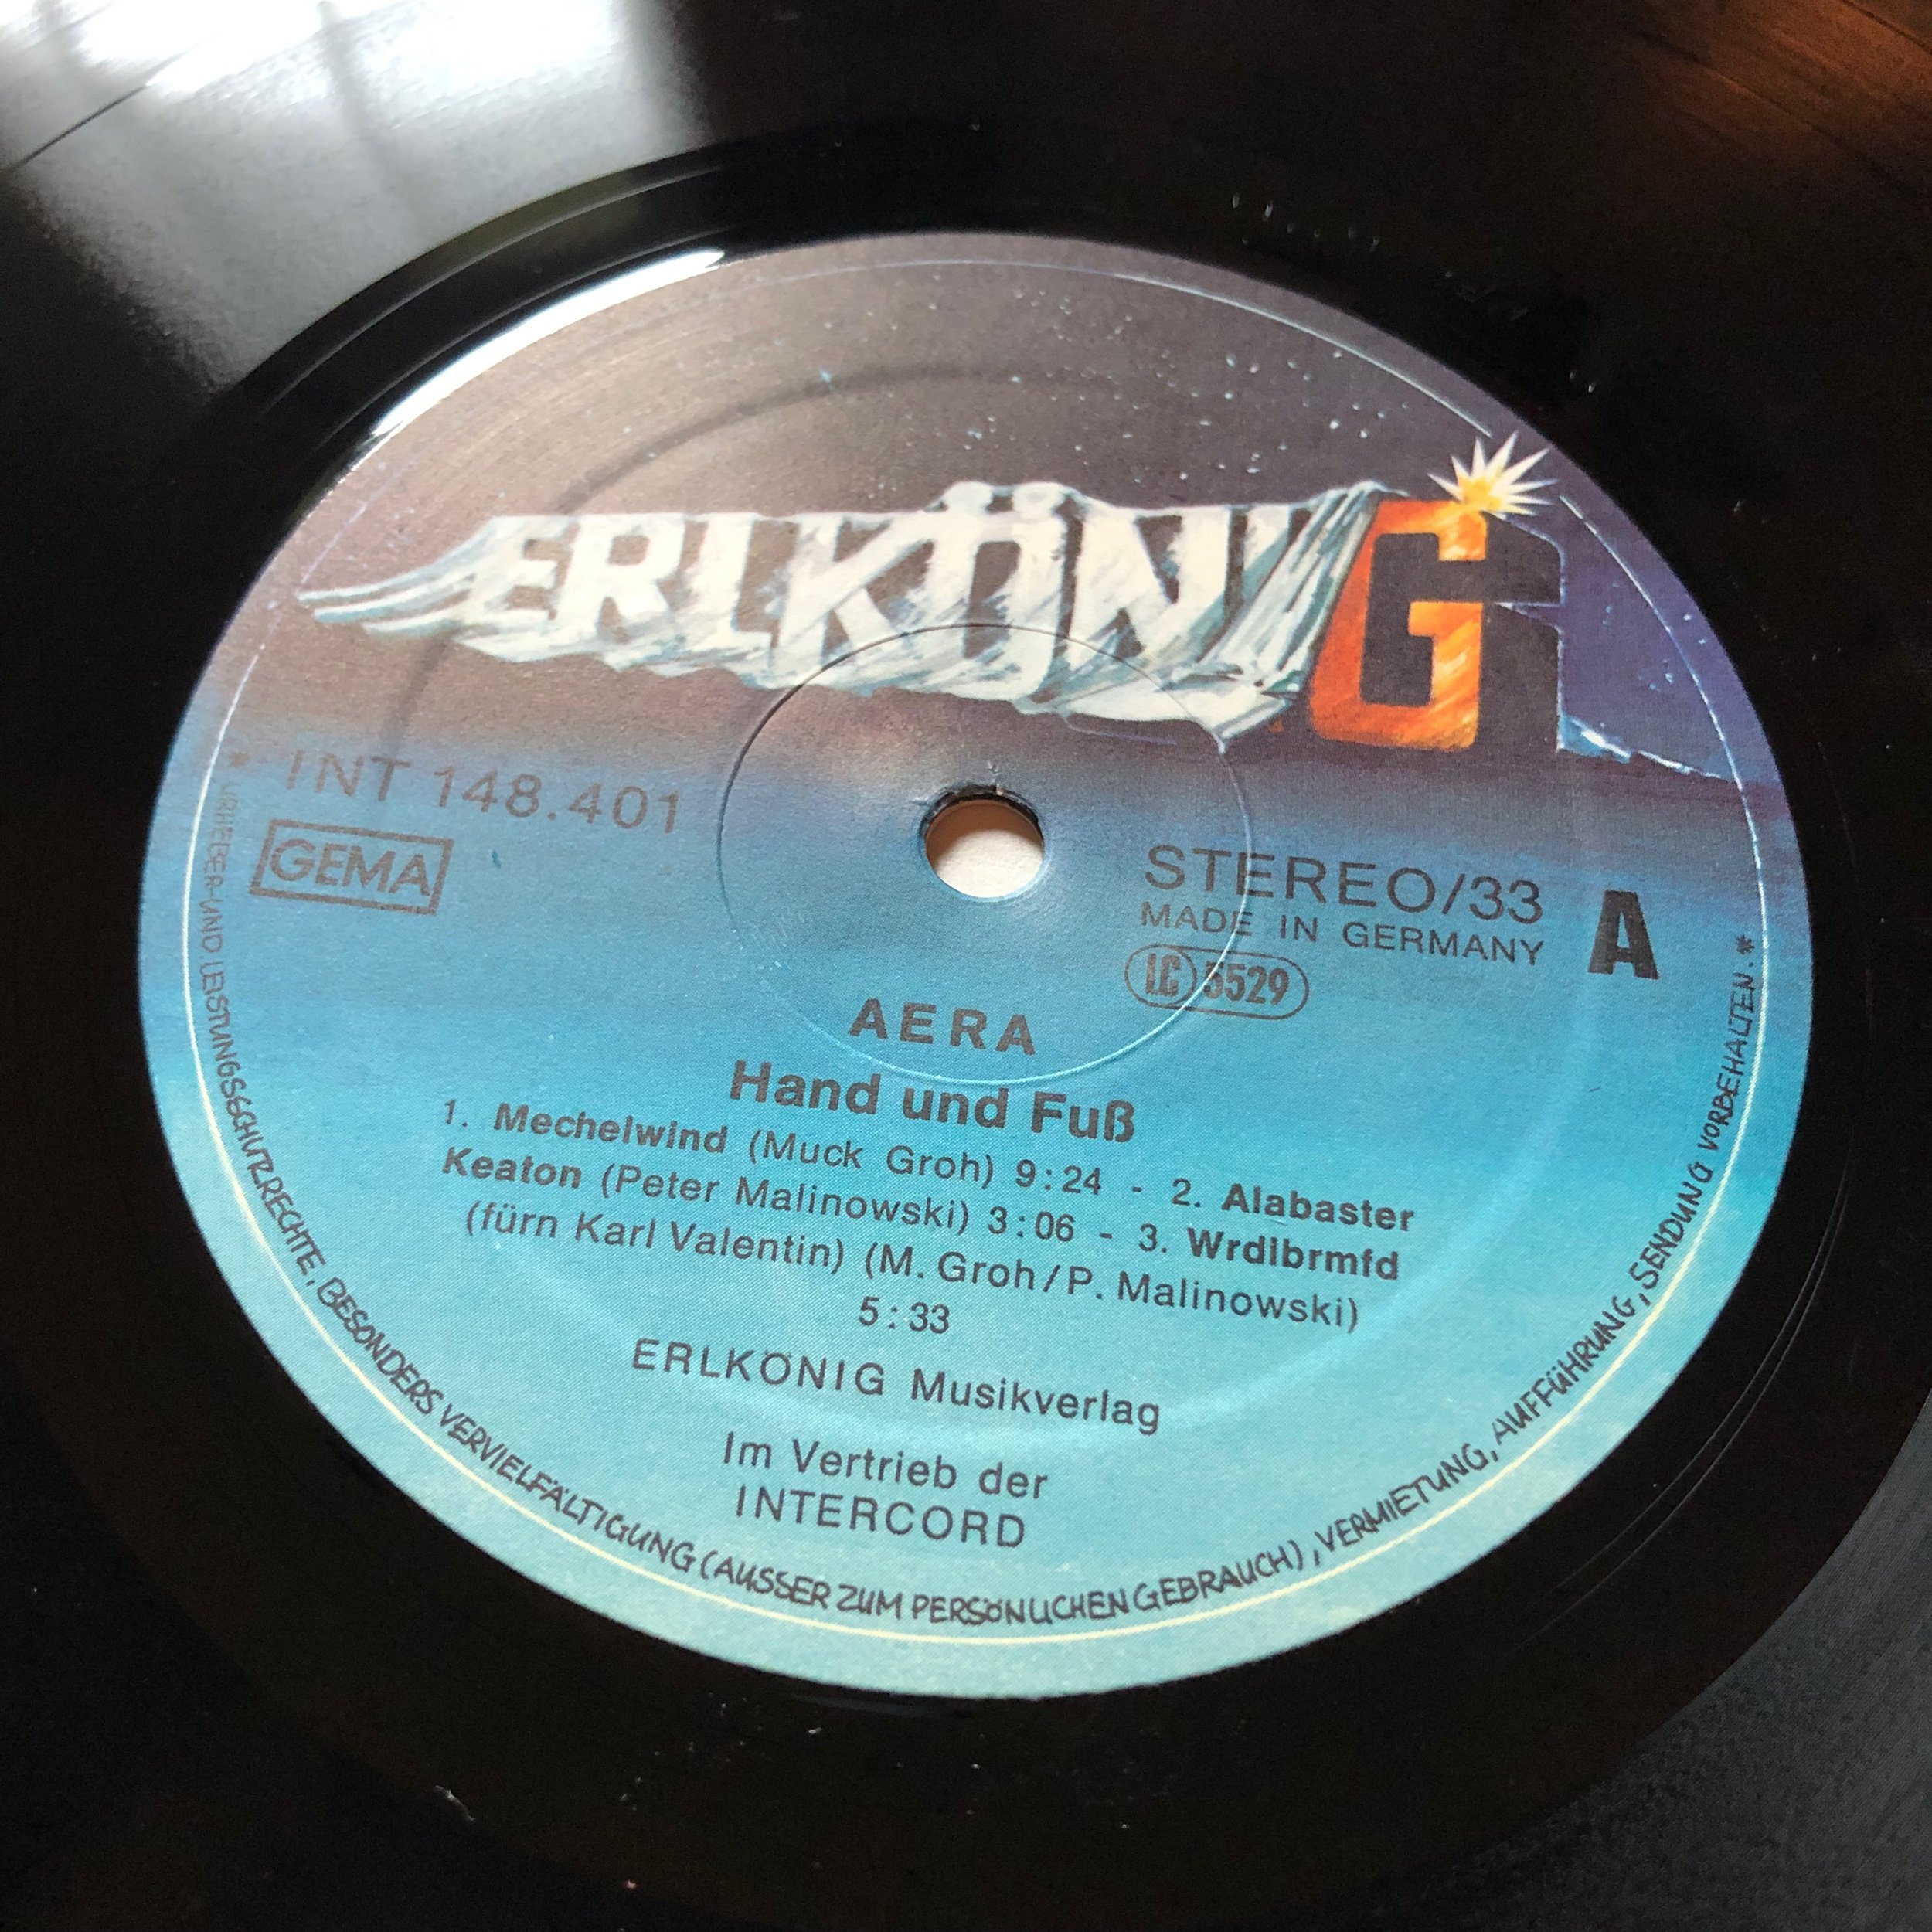 ERLKÖNIG
INT 148.401
GEMA
STEREO/33
MADE IN GERMANY
A
LC 5529
AERA
Hand und Fuß
1. Mechelwind (Muck Groh) 9:24 - 2. Alabaster
Keaton (Peter Malinowski) 3:06 - 3. Wrdlbrmfd
(fürn Karl Valentin) (M. Groh/P. Malinowski)
5:33
ERLKÖNIG Musikverlag
Im Vertrieb der
INTERCORD
* URHEBER-UND LEISTUNGSSCHUTZRECHTE, BESONDERS VERVIELFÄLTIGUNG (AUSSER ZUM PERSÖNLICHEN GEBRAUCH), VERMIETUNG, AUFFÜHRUNG, SENDUNG VORBEHALTEN. *